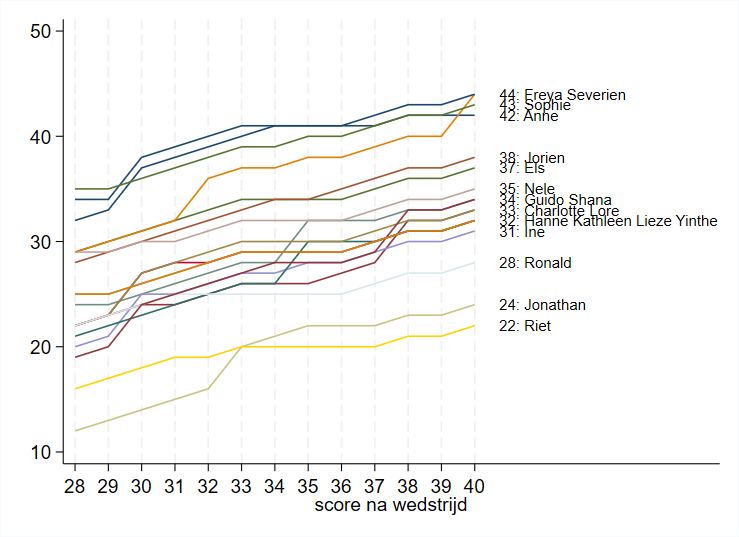 50
40
30
20
10
44: Freya Severien
43: Sophie
42: Anne
38: Jorien
37: Els
35: Nele
34: Guido Shana
33: Charlotte Lore
32: Hanne Kathleen Lieze Yinthe
31: Ine
28: Ronald
24: Jonathan
22: Riet
28 29 30 31 32 33 34 35 36 37 38 39 40
score na wedstrijd